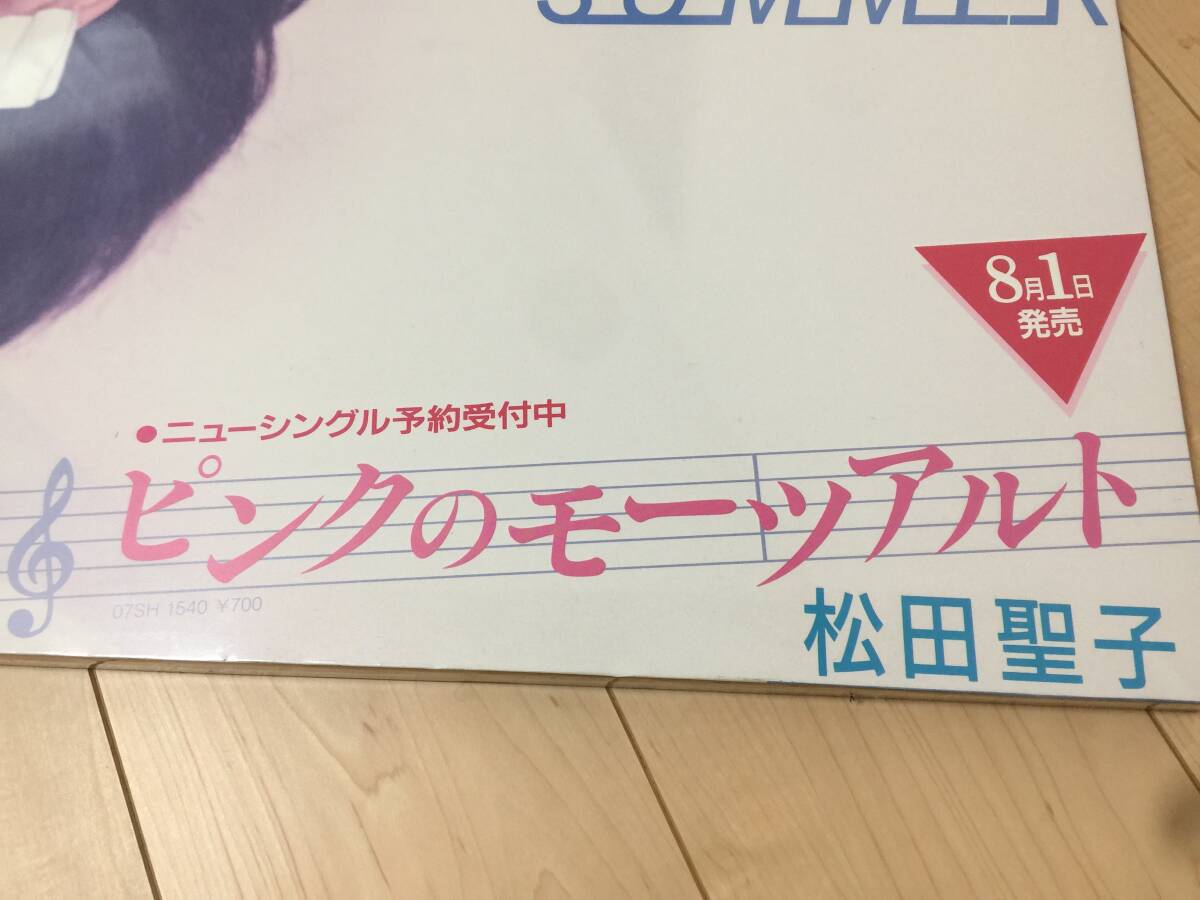 SUMMER
8月1日
発売
●ニューシングル予約受付中
ピンクのモーツァルト
07SH 1540 ¥700
松田聖子